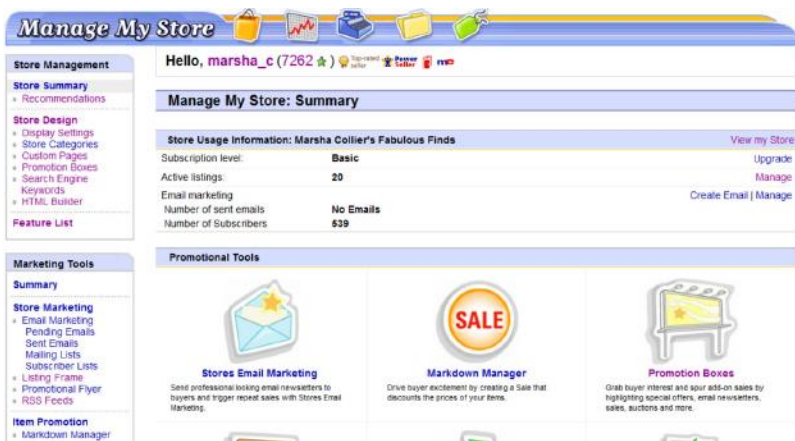 Manage My Store
Store Management
Store Summary
Recommendations
Store Design
Display Settings
Store Categories
Custom Pages
Promotion Boxes
Search Engine
Keywords
HTML Builder
Feature List
Marketing Tools
Summary
Store Marketing
Email Marketing
Pending Emails
Sent Emails
Mailing Lists
Subscriber Lists
Listing Frame
Promotional Flyer
RSS Feeds
Item Promotion
Markdown Manager
Hello, marsha_c (7262) Top-rated seller Power Seller me
Manage My Store: Summary
Store Usage Information: Marsha Collier's Fabulous Finds View my Store
Subscription level: Basic Upgrade
Active listings: 20 Manage
Email marketing Create Email | Manage
Number of sent emails No Emails
Number of Subscribers 539
Promotional Tools
Stores Email Marketing
Send professional looking email newsletters to
buyers and trigger repeat sales with Stores Email
Marketing.
SALE
Markdown Manager
Drive buyer excitement by creating a Sale that
discounts the prices of your items.
Promotion Boxes
Grab buyer interest and spur add-on sales by
highlighting special offers, email newsletters,
sales, auctions and more.